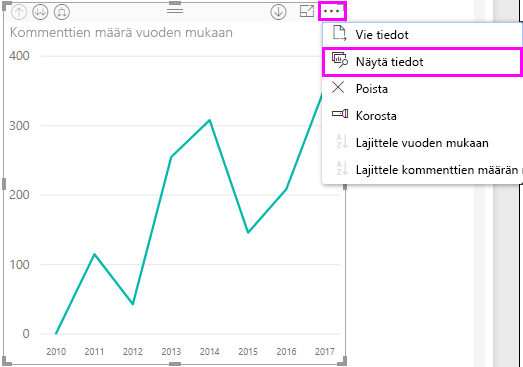 Kommenttien määrä vuoden mukaan
400
300
200
100
0
2010 2011 2012 2013 2014 2015 2016 2017
Vie tiedot
Näytä tiedot
Poista
Korosta
Lajittele vuoden mukaan
Lajittele kommenttien määrän